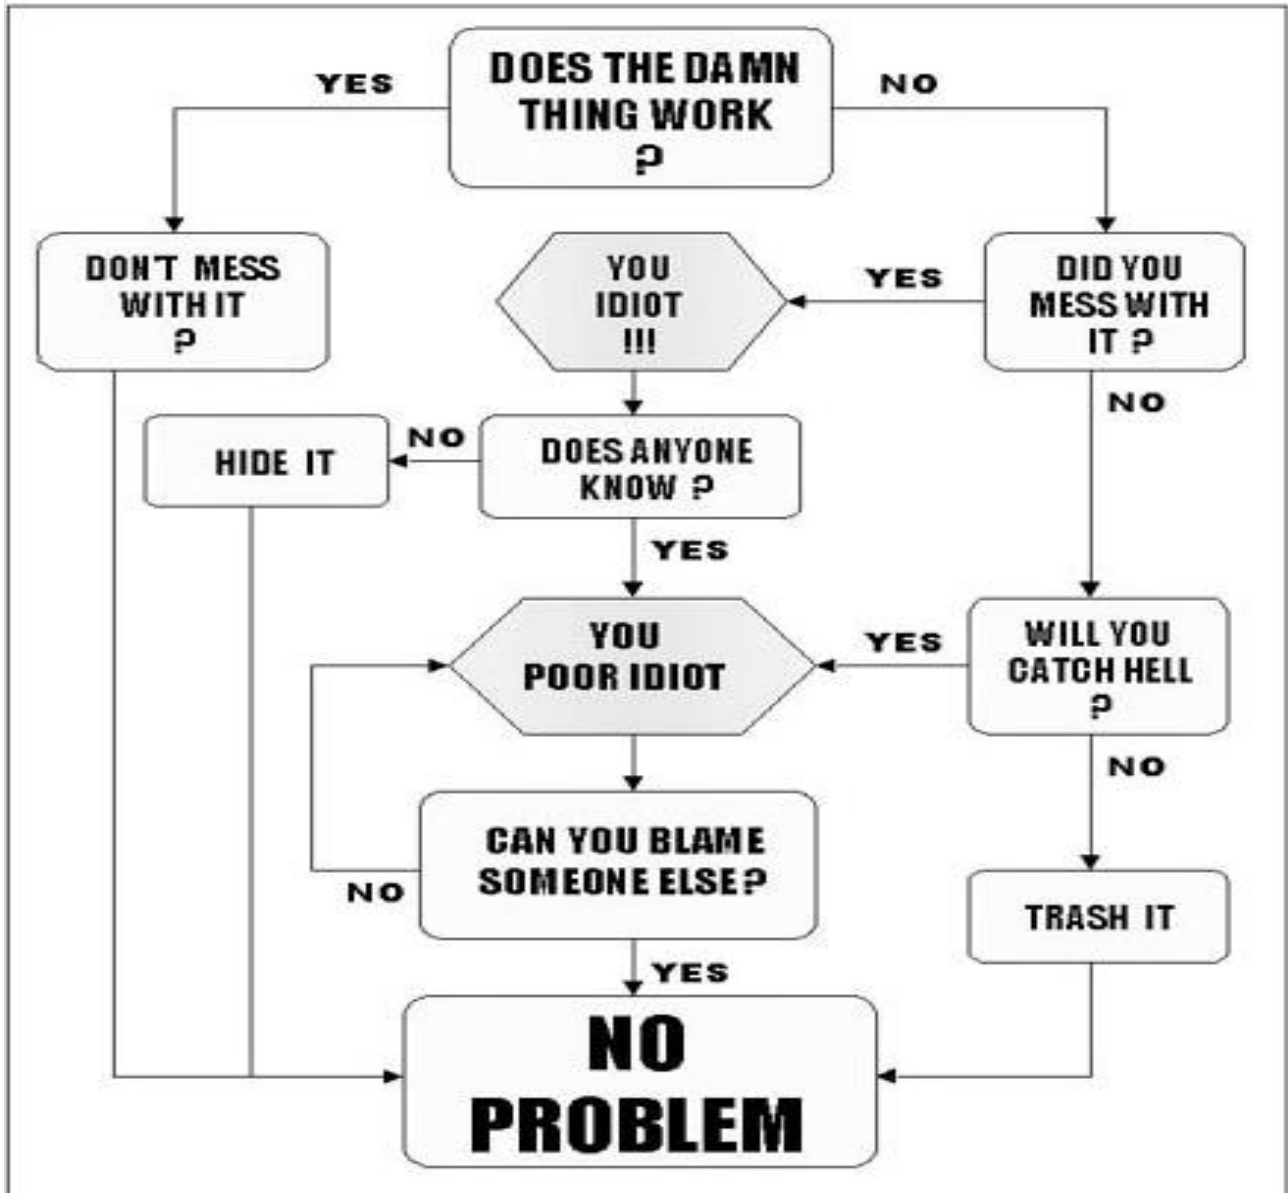 DOES THE DAMN
THING WORK
?
YES
NO
DON'T MESS
WITH IT
?
YOU
IDIOT
!!!
YES
DID YOU
MESS WITH
IT ?
NO
HIDE IT
NO
DOES ANYONE
KNOW ?
YES
YOU
POOR IDIOT
YES
WILL YOU
CATCH HELL
?
NO
CAN YOU BLAME
SOMEONE ELSE?
NO
TRASH IT
YES
NO
PROBLEM